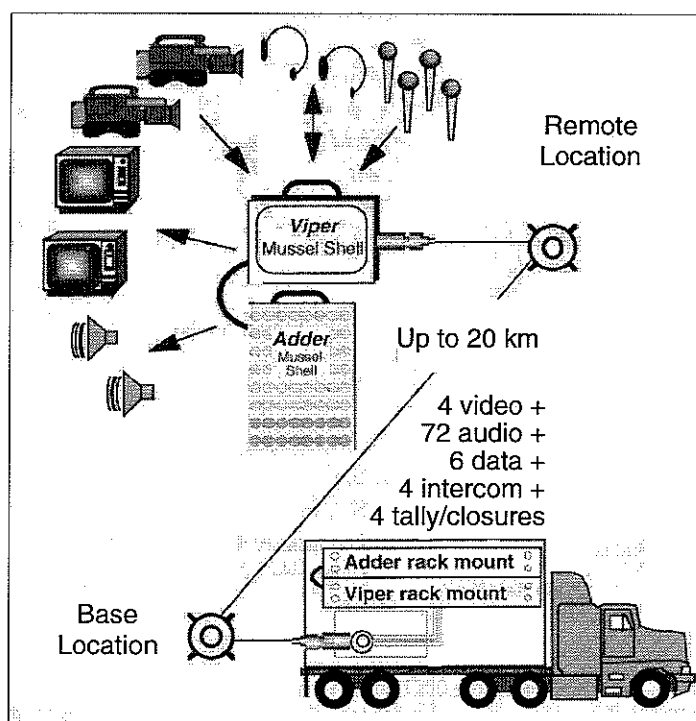 Remote
Location
Viper
Mussel Shell
Adder
Mussel
Shell
Up to 20 km
4 video +
72 audio +
6 data +
4 intercom +
4 tally/closures
Adder rack mount
Viper rack mount
Base
Location